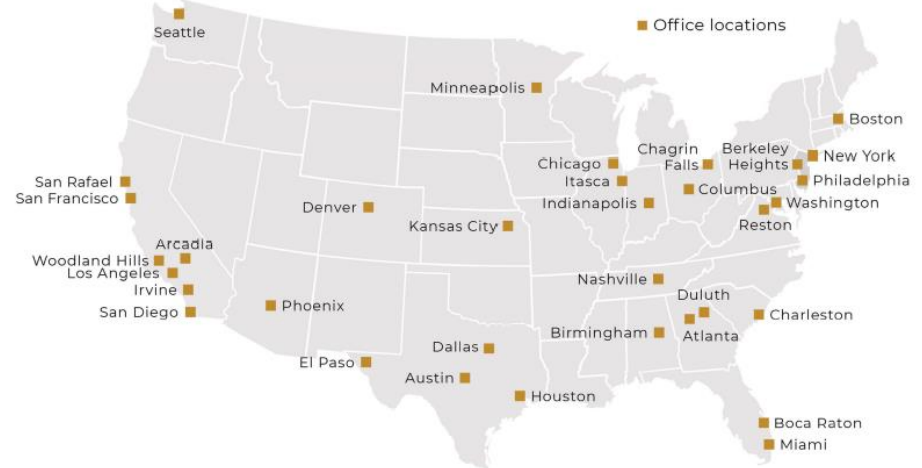 Office locations
Seattle
Minneapolis
Boston
Chagrin
Falls
Berkeley
Heights
New York
Chicago
Itasca
Philadelphia
San Rafael
San Francisco
Columbus
Indianapolis
Washington
Denver
Reston
Kansas City
Arcadia
Woodland Hills
Los Angeles
Nashville
Irvine
Duluth
Phoenix
San Diego
Charleston
Birmingham
Atlanta
Dallas
El Paso
Austin
Houston
Boca Raton
Miami